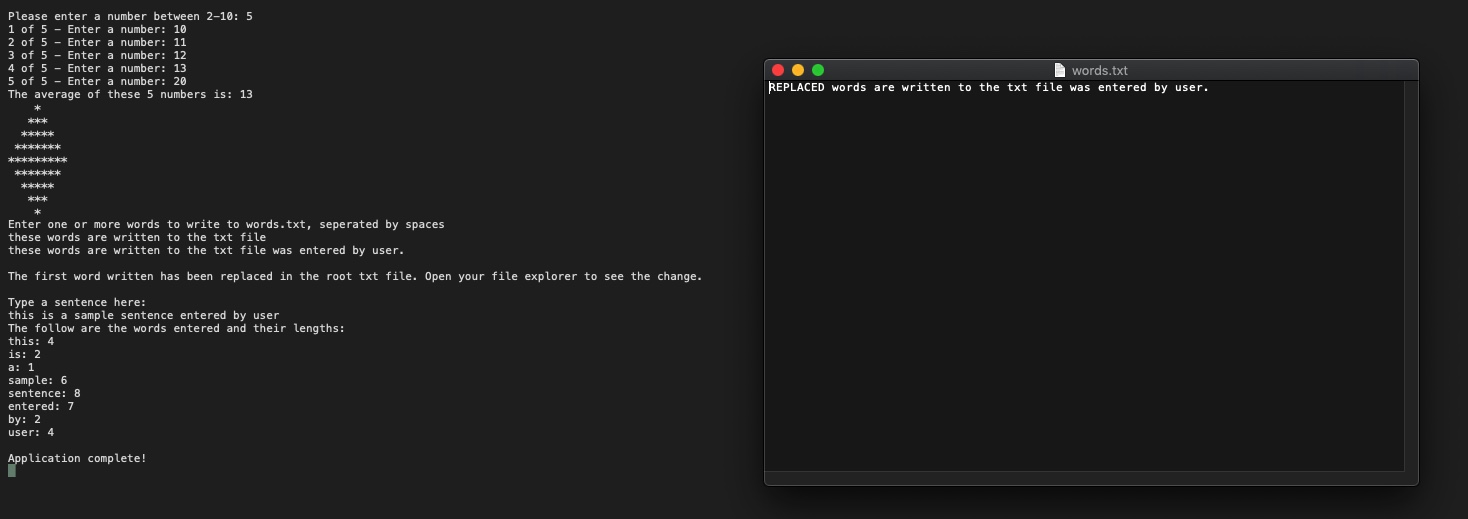 Please enter a number between 2-10: 5
1 of 5 - Enter a number: 10
2 of 5 - Enter a number: 11
3 of 5 - Enter a number: 12
4 of 5 - Enter a number: 13
5 of 5 - Enter a number: 20
The average of these 5 numbers is: 13
    *
   ***
  *****
 *******
*********
 *******
  *****
   ***
    *
Enter one or more words to write to words.txt, seperated by spaces
these words are written to the txt file
these words are written to the txt file was entered by user.
The first word written has been replaced in the root txt file. Open your file explorer to see the change.
Type a sentence here:
this is a sample sentence entered by user
The follow are the words entered and their lengths:
this: 4
is: 2
a: 1
sample: 6
sentence: 8
entered: 7
by: 2
user: 4
Application complete!
words.txt
REPLACED words are written to the txt file was entered by user.